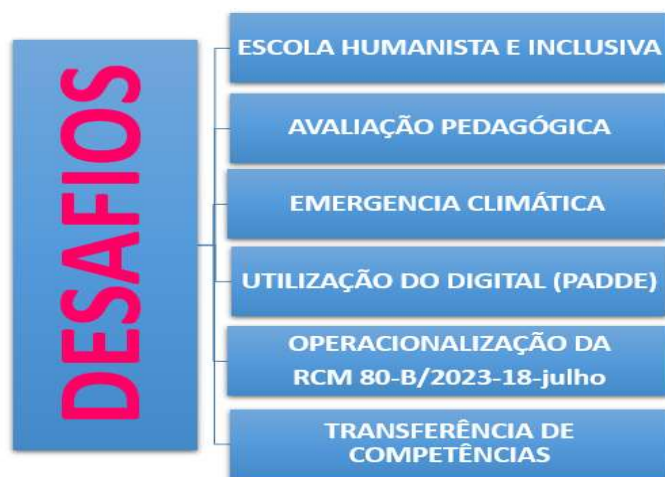 DESAFIOS
ESCOLA HUMANISTA E INCLUSIVA
AVALIAÇÃO PEDAGÓGICA
EMERGENCIA CLIMÁTICA
UTILIZAÇÃO DO DIGITAL (PADDE)
OPERACIONALIZAÇÃO DA
RCM 80-B/2023-18-julho
TRANSFERÊNCIA DE
COMPETÊNCIAS